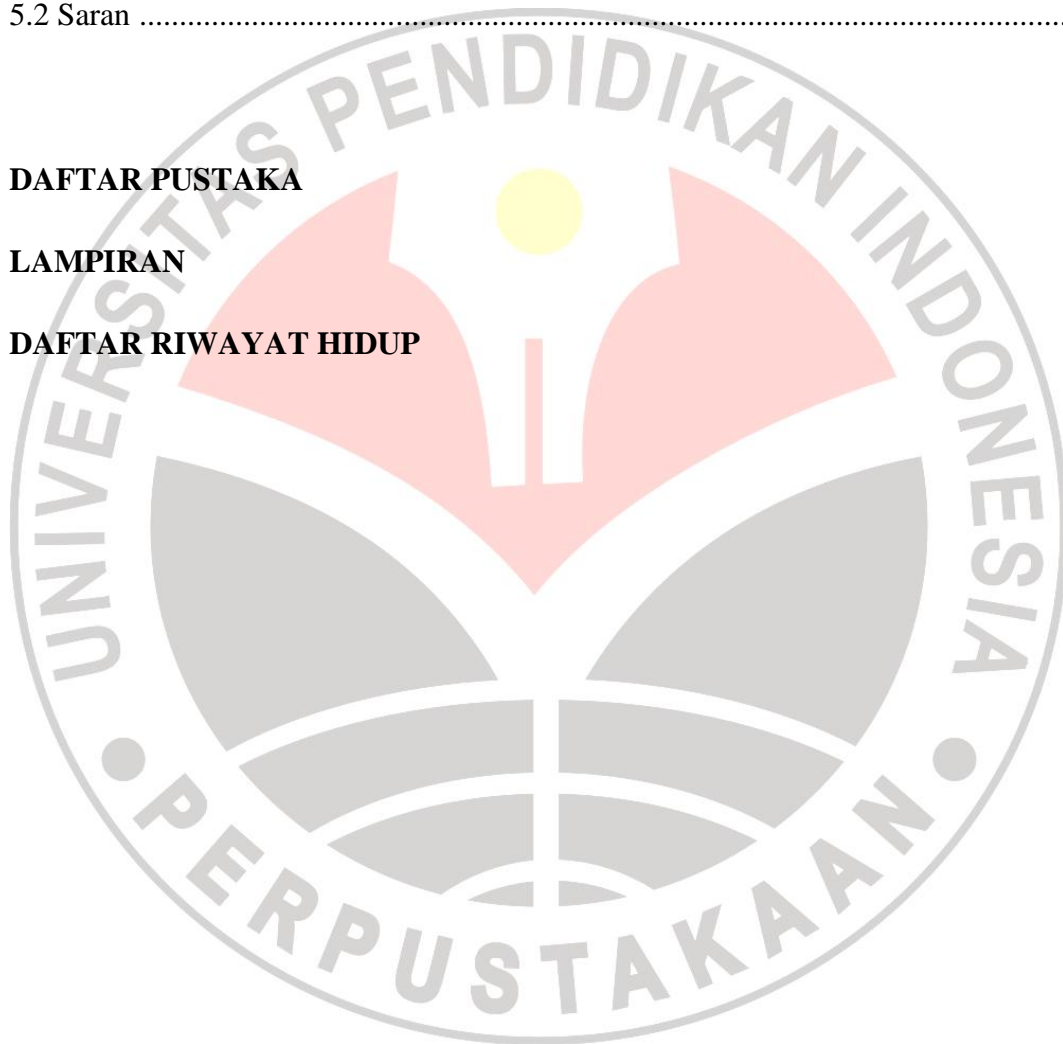 5.2 Saran ........................................................................................................................
UNIVERSITAS PENDIDIKAN INDONESIA
DAFTAR PUSTAKA
LAMPIRAN
DAFTAR RIWAYAT HIDUP
PERPUSTAKAAN